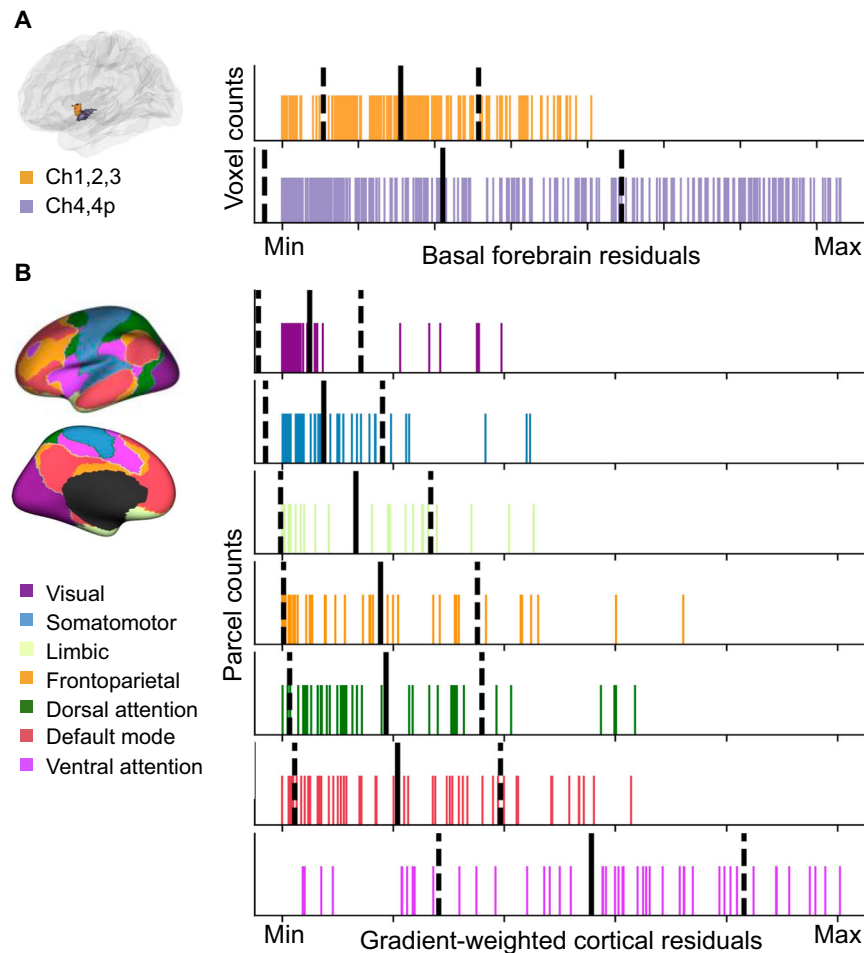 A
Ch1,2,3
Ch4,4p
Voxel counts
Min
Basal forebrain residuals
Max
B
Visual
Somatomotor
Limbic
Frontoparietal
Dorsal attention
Default mode
Ventral attention
Parcel counts
Min
Gradient-weighted cortical residuals
Max